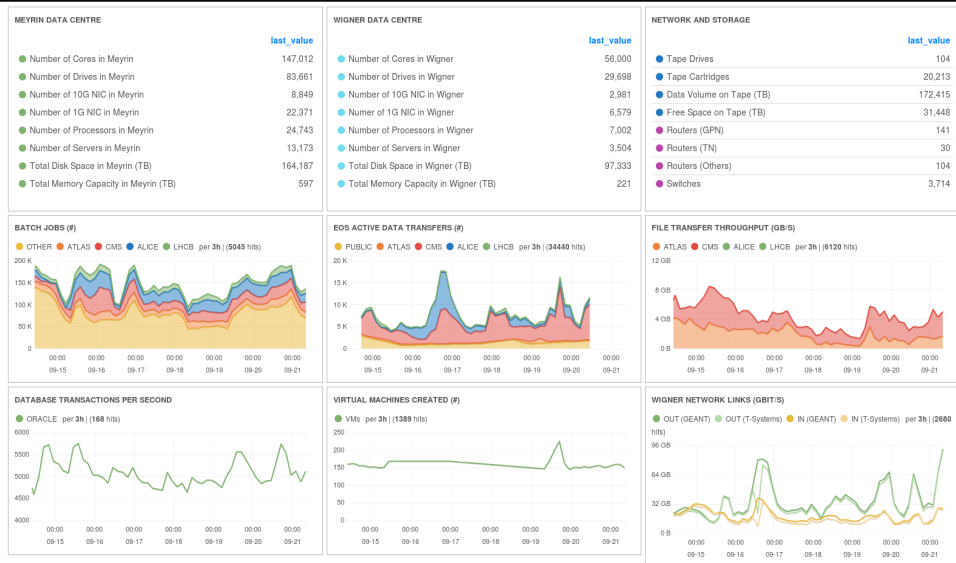 MEYRIN DATA CENTRE
last_value
Number of Cores in Meyrin 147,012
Number of Drives in Meyrin 83,661
Number of 10G NIC in Meyrin 8,849
Number of 1G NIC in Meyrin 22,371
Number of Processors in Meyrin 24,743
Number of Servers in Meyrin 13,173
Total Disk Space in Meyrin (TB) 164,187
Total Memory Capacity in Meyrin (TB) 597
WIGNER DATA CENTRE
last_value
Number of Cores in Wigner 56,000
Number of Drives in Wigner 29,698
Number of 10G NIC in Wigner 2,981
Numer of 1G NIC in Wigner 6,579
Number of Processors in Wigner 7,002
Number of Servers in Wigner 3,504
Total Disk Space in Wigner (TB) 97,333
Total Memory Capacity in Wigner (TB) 221
NETWORK AND STORAGE
last_value
Tape Drives 104
Tape Cartridges 20,213
Data Volume on Tape (TB) 172,415
Free Space on Tape (TB) 31,448
Routers (GPN) 141
Routers (TN) 30
Routers (Others) 104
Switches 3,714
BATCH JOBS (#)
OTHER ATLAS CMS ALICE LHCB per 3h | (5045 hits)
200 K
150 K
100 K
50 K
0
00:00 00:00 00:00 00:00 00:00 00:00 00:00
09-15 09-16 09-17 09-18 09-19 09-20 09-21
EOS ACTIVE DATA TRANSFERS (#)
PUBLIC ATLAS CMS ALICE LHCB per 3h | (34440 hits)
20 K
15 K
10 K
5 K
0
00:00 00:00 00:00 00:00 00:00 00:00 00:00
09-15 09-16 09-17 09-18 09-19 09-20 09-21
FILE TRANSFER THROUGHPUT (GB/S)
ATLAS CMS ALICE LHCB per 3h | (6120 hits)
12 GB
8 GB
4 GB
0 B
00:00 00:00 00:00 00:00 00:00 00:00 00:00
09-15 09-16 09-17 09-18 09-19 09-20 09-21
DATABASE TRANSACTIONS PER SECOND
ORACLE per 3h | (168 hits)
6000
5000
5000
4000
4000
00:00 00:00 00:00 00:00 00:00 00:00 00:00
09-15 09-16 09-17 09-18 09-19 09-20 09-21
VIRTUAL MACHINES CREATED (#)
VMs per 3h | (1389 hits)
250
200
150
100
50
0
00:00 00:00 00:00 00:00 00:00 00:00 00:00
09-15 09-16 09-17 09-18 09-19 09-20 09-21
WIGNER NETWORK LINKS (GBIT/S)
OUT (GEANT) OUT (T-Systems) IN (GEANT) IN (T-Systems) per 3h | (2680
hits)
96 GB
64 GB
32 GB
0 B
00:00 00:00 00:00 00:00 00:00 00:00 00:00
09-15 09-16 09-17 09-18 09-19 09-20 09-21